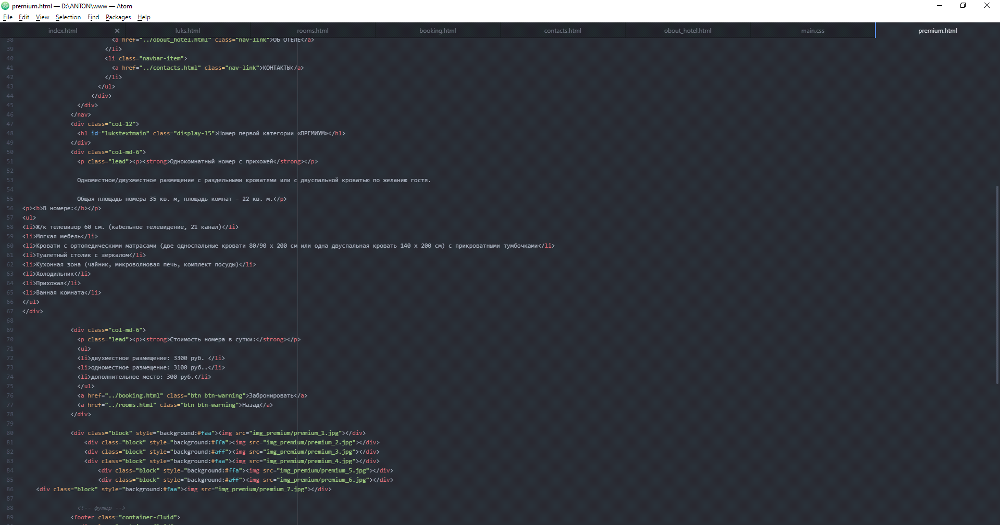 premium.html — D:\ANTON\www — Atom
File Edit View Selection Find Packages Help
index.html luks.html rooms.html booking.html contacts.html obout_hotel.html main.css premium.html
38 <a href="../obout_hotel.html" class="nav-link">ОБ ОТЕЛЕ</a>
39 </li>
40 <li class="navbar-item">
41 <a href="../contacts.html" class="nav-link">КОНТАКТЫ</a>
42 </li>
43 </ul>
44 </div>
45 </div>
46 </nav>
47 <div class="col-12">
48 <h1 id="lukstextmain" class="display-15">Номер первой категории «ПРЕМИУМ»</h1>
49 </div>
50 <div class="col-md-6">
51 <p class="lead"><p><strong>Однокомнатный номер с прихожей</strong></p>
52
53 Одноместное/двухместное размещение с раздельными кроватями или с двуспальной кроватью по желанию гостя.
54
55 Общая площадь номера 35 кв. м, площадь комнат – 22 кв. м.</p>
56 <p><b>В номере:</b></p>
57 <ul>
58 <li>Ж/к телевизор 60 см. (кабельное телевидение, 21 канал)</li>
59 <li>Мягкая мебель</li>
60 <li>Кровати с ортопедическими матрасами (две односпальные кровати 80/90 x 200 см или одна двуспальная кровать 140 x 200 см) с прикроватными тумбочками</li>
61 <li>Туалетный столик с зеркалом</li>
62 <li>Кухонная зона (чайник, микроволновая печь, комплект посуды)</li>
63 <li>Холодильник</li>
64 <li>Прихожая</li>
65 <li>Ванная комната</li>
66 </ul>
67 </div>
68
69 <div class="col-md-6">
70 <p class="lead"><p><strong>Стоимость номера в сутки:</strong></p>
71 <ul>
72 <li>двухместное размещение: 3300 руб. </li>
73 <li>одноместное размещение: 3100 руб..</li>
74 <li>дополнительное место: 300 руб.</li>
75 </ul>
76 <a href="../booking.html" class="btn btn-warning">Забронировать</a>
77 <a href="../rooms.html" class="btn btn-warning">Назад</a>
78 </div>
79
80 <div class="block" style="background:#faa"><img src="img_premium/premium_1.jpg"></div>
81 <div class="block" style="background:#ffa"><img src="img_premium/premium_2.jpg"></div>
82 <div class="block" style="background:#aff"><img src="img_premium/premium_3.jpg"></div>
83 <div class="block" style="background:#faa"><img src="img_premium/premium_4.jpg"></div>
84 <div class="block" style="background:#ffa"><img src="img_premium/premium_5.jpg"></div>
85 <div class="block" style="background:#aff"><img src="img_premium/premium_6.jpg"></div>
86 <div class="block" style="background:#faa"><img src="img_premium/premium_7.jpg"></div>
87
88 <!-- футер -->
89 <footer class="container-fluid">